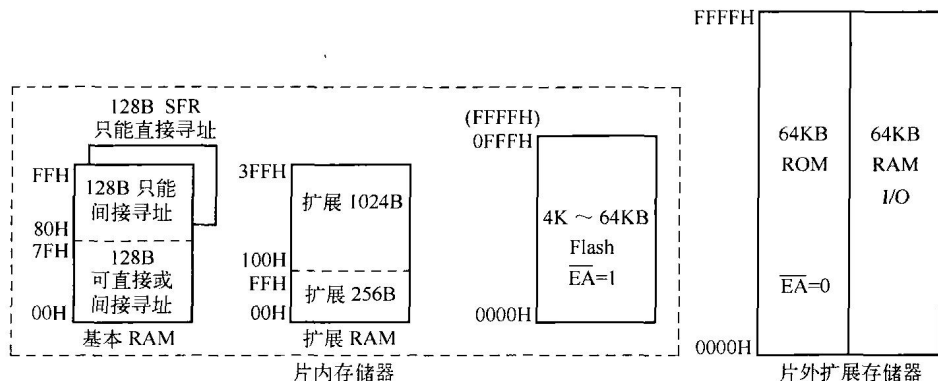 128B SFR
只能直接寻址
FFH
128B 只能
间接寻址
80H
7FH
128B
可直接或
间接寻址
00H
基本 RAM
3FFH
扩展 1024B
100H
FFH
扩展 256B
00H
扩展 RAM
(FFFFH)
0FFFH
4K ～ 64KB
Flash
E̅A̅=1
0000H
片内存储器
FFFFH
64KB
ROM
E̅A̅=0
64KB
RAM
I/O
0000H
片外扩展存储器